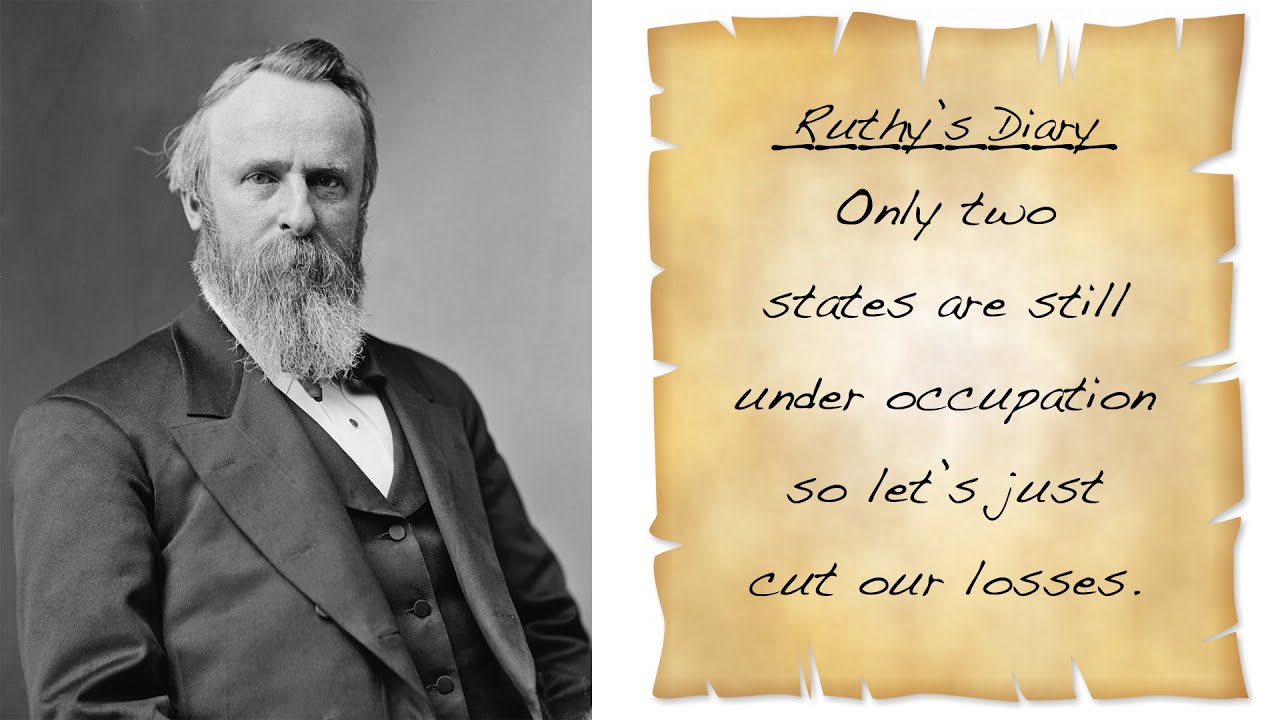 Ruthy's Diary
Only two
states are still
under occupation
so let's just
cut our losses.